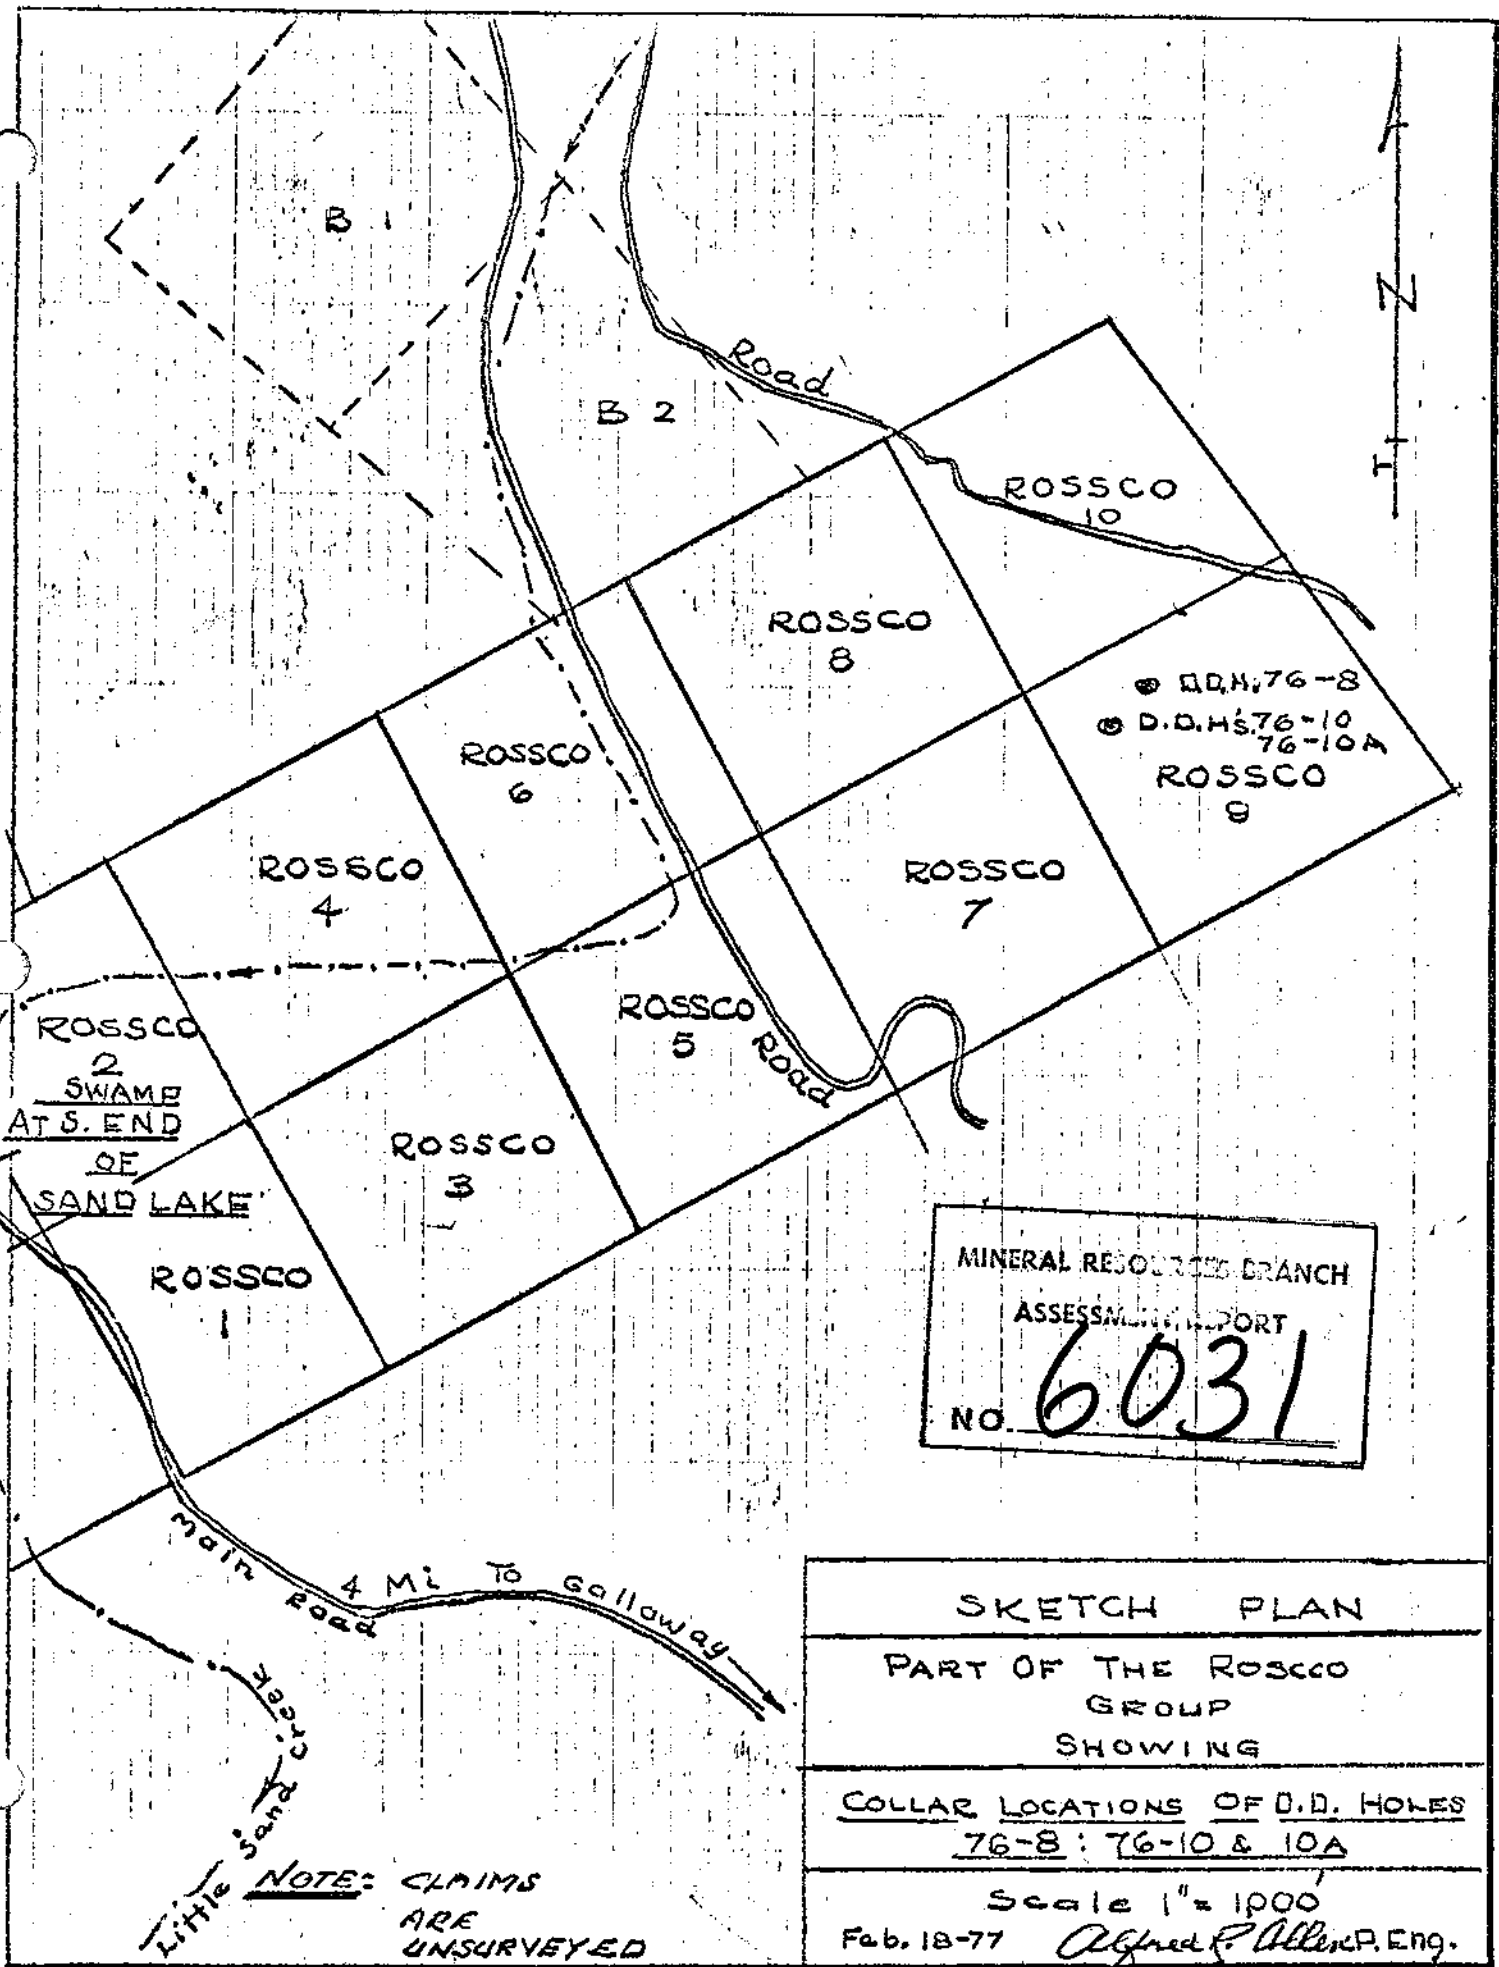 B 1
N
Road
B 2
ROSSCO
10
ROSSCO
8
D.D.H. 76-8
D.D.H'S. 76-10
76-10A
ROSSCO
9
ROSSCO
6
ROSSCO
4
ROSSCO
7
ROSSCO
5
Road
ROSSCO
2
SWAMP
AT S. END
OF
SAND LAKE
ROSSCO
3
ROSSCO
1
MINERAL RESOURCES BRANCH
ASSESSMENT REPORT
NO. 6031
Main Road
4 Mi To Galloway
Little Sand Creek
NOTE: CLAIMS
ARE
UNSURVEYED
SKETCH PLAN
PART OF THE ROSCCO
GROUP
SHOWING
COLLAR LOCATIONS OF D.D. HOLES
76-8 : 76-10 & 10A
Scale 1" = 1000'
Feb. 18-77 Alfred R. Allen P. Eng.